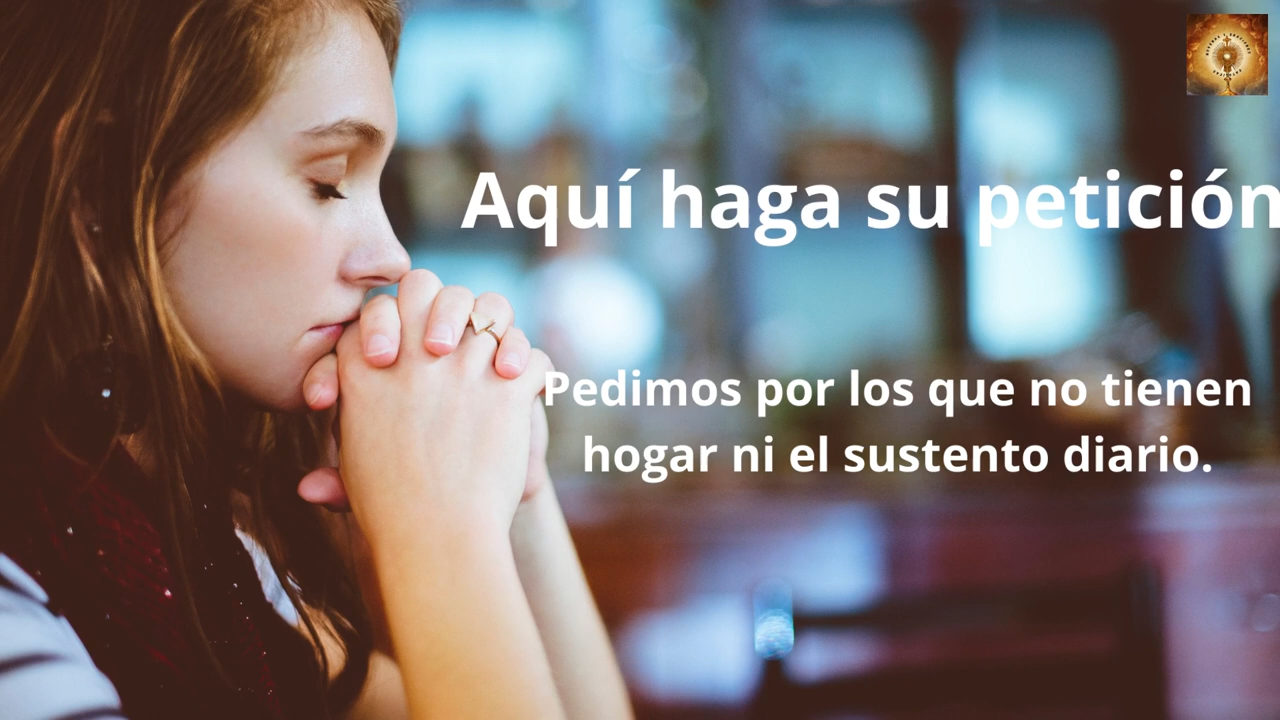 Aquí haga su petición
Pedimos por los que no tienen
hogar ni el sustento diario.